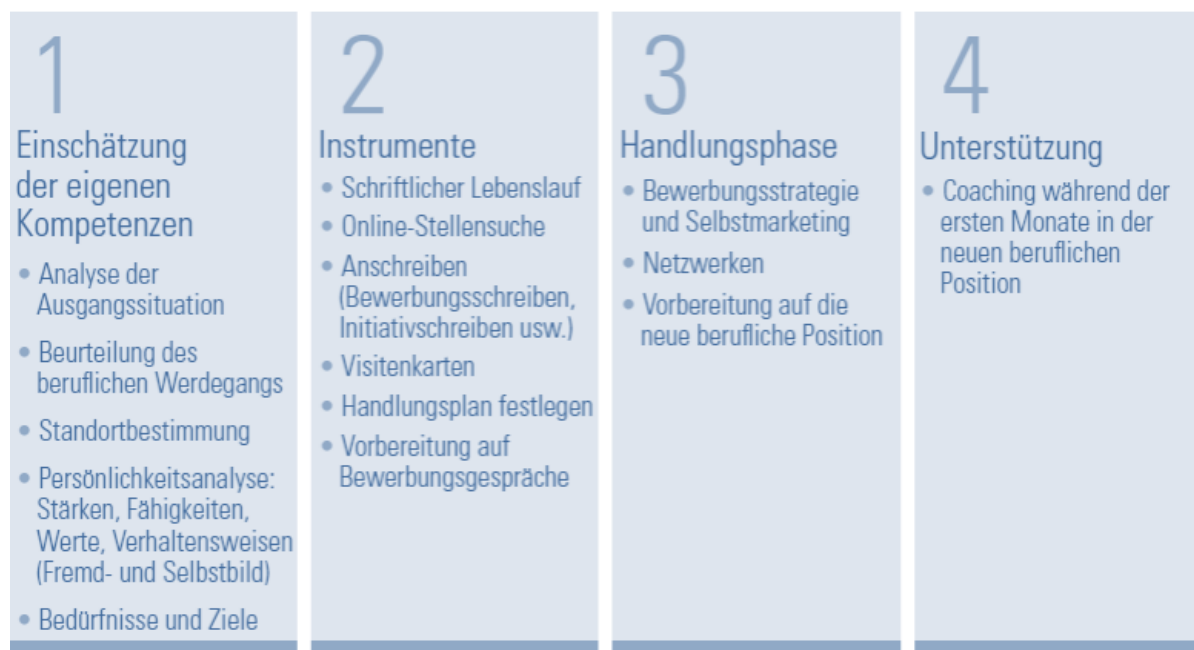 1
Einschätzung
der eigenen
Kompetenzen
• Analyse der
Ausgangssituation
• Beurteilung des
beruflichen Werdegangs
• Standortbestimmung
• Persönlichkeitsanalyse:
Stärken, Fähigkeiten,
Werte, Verhaltensweisen
(Fremd- und Selbstbild)
• Bedürfnisse und Ziele
2
Instrumente
• Schriftlicher Lebenslauf
• Online-Stellensuche
• Anschreiben
(Bewerbungsschreiben,
Initiativschreiben usw.)
• Visitenkarten
• Handlungsplan festlegen
• Vorbereitung auf
Bewerbungsgespräche
3
Handlungsphase
• Bewerbungsstrategie
und Selbstmarketing
• Netzwerken
• Vorbereitung auf die
neue berufliche Position
4
Unterstützung
• Coaching während der
ersten Monate in der
neuen beruflichen
Position